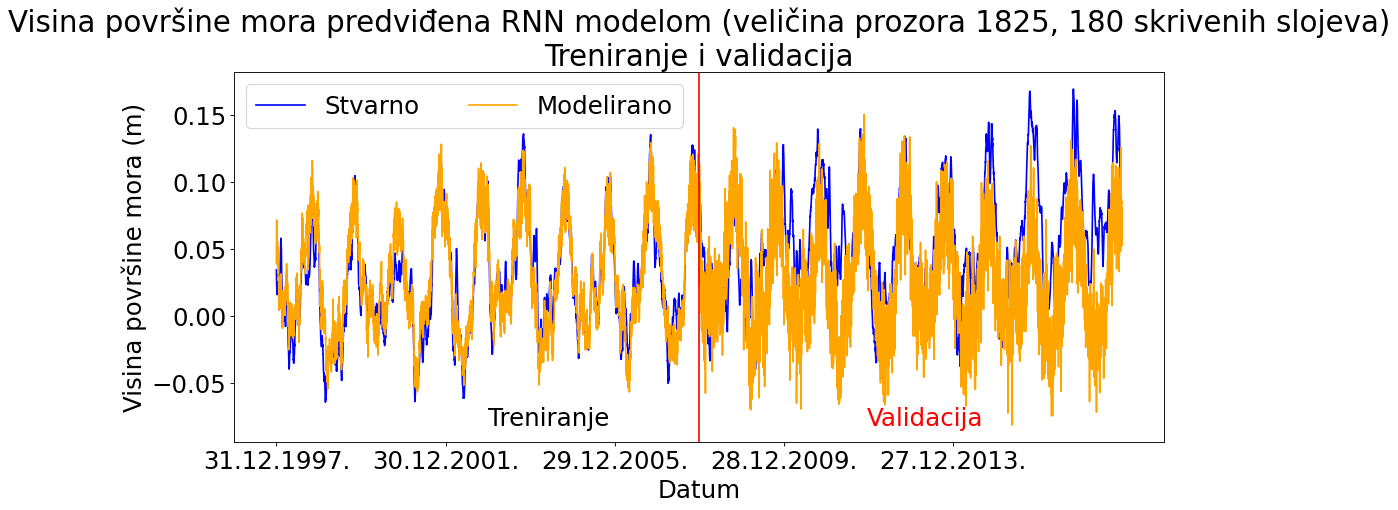 Visina površine mora predviđena RNN modelom (veličina prozora 1825, 180 skrivenih slojeva)
Treniranje i validacija
Stvarno
Modelirano
Visina površine mora (m)
0.15
0.10
0.05
0.00
−0.05
Treniranje
Validacija
31.12.1997.
30.12.2001.
29.12.2005.
28.12.2009.
27.12.2013.
Datum